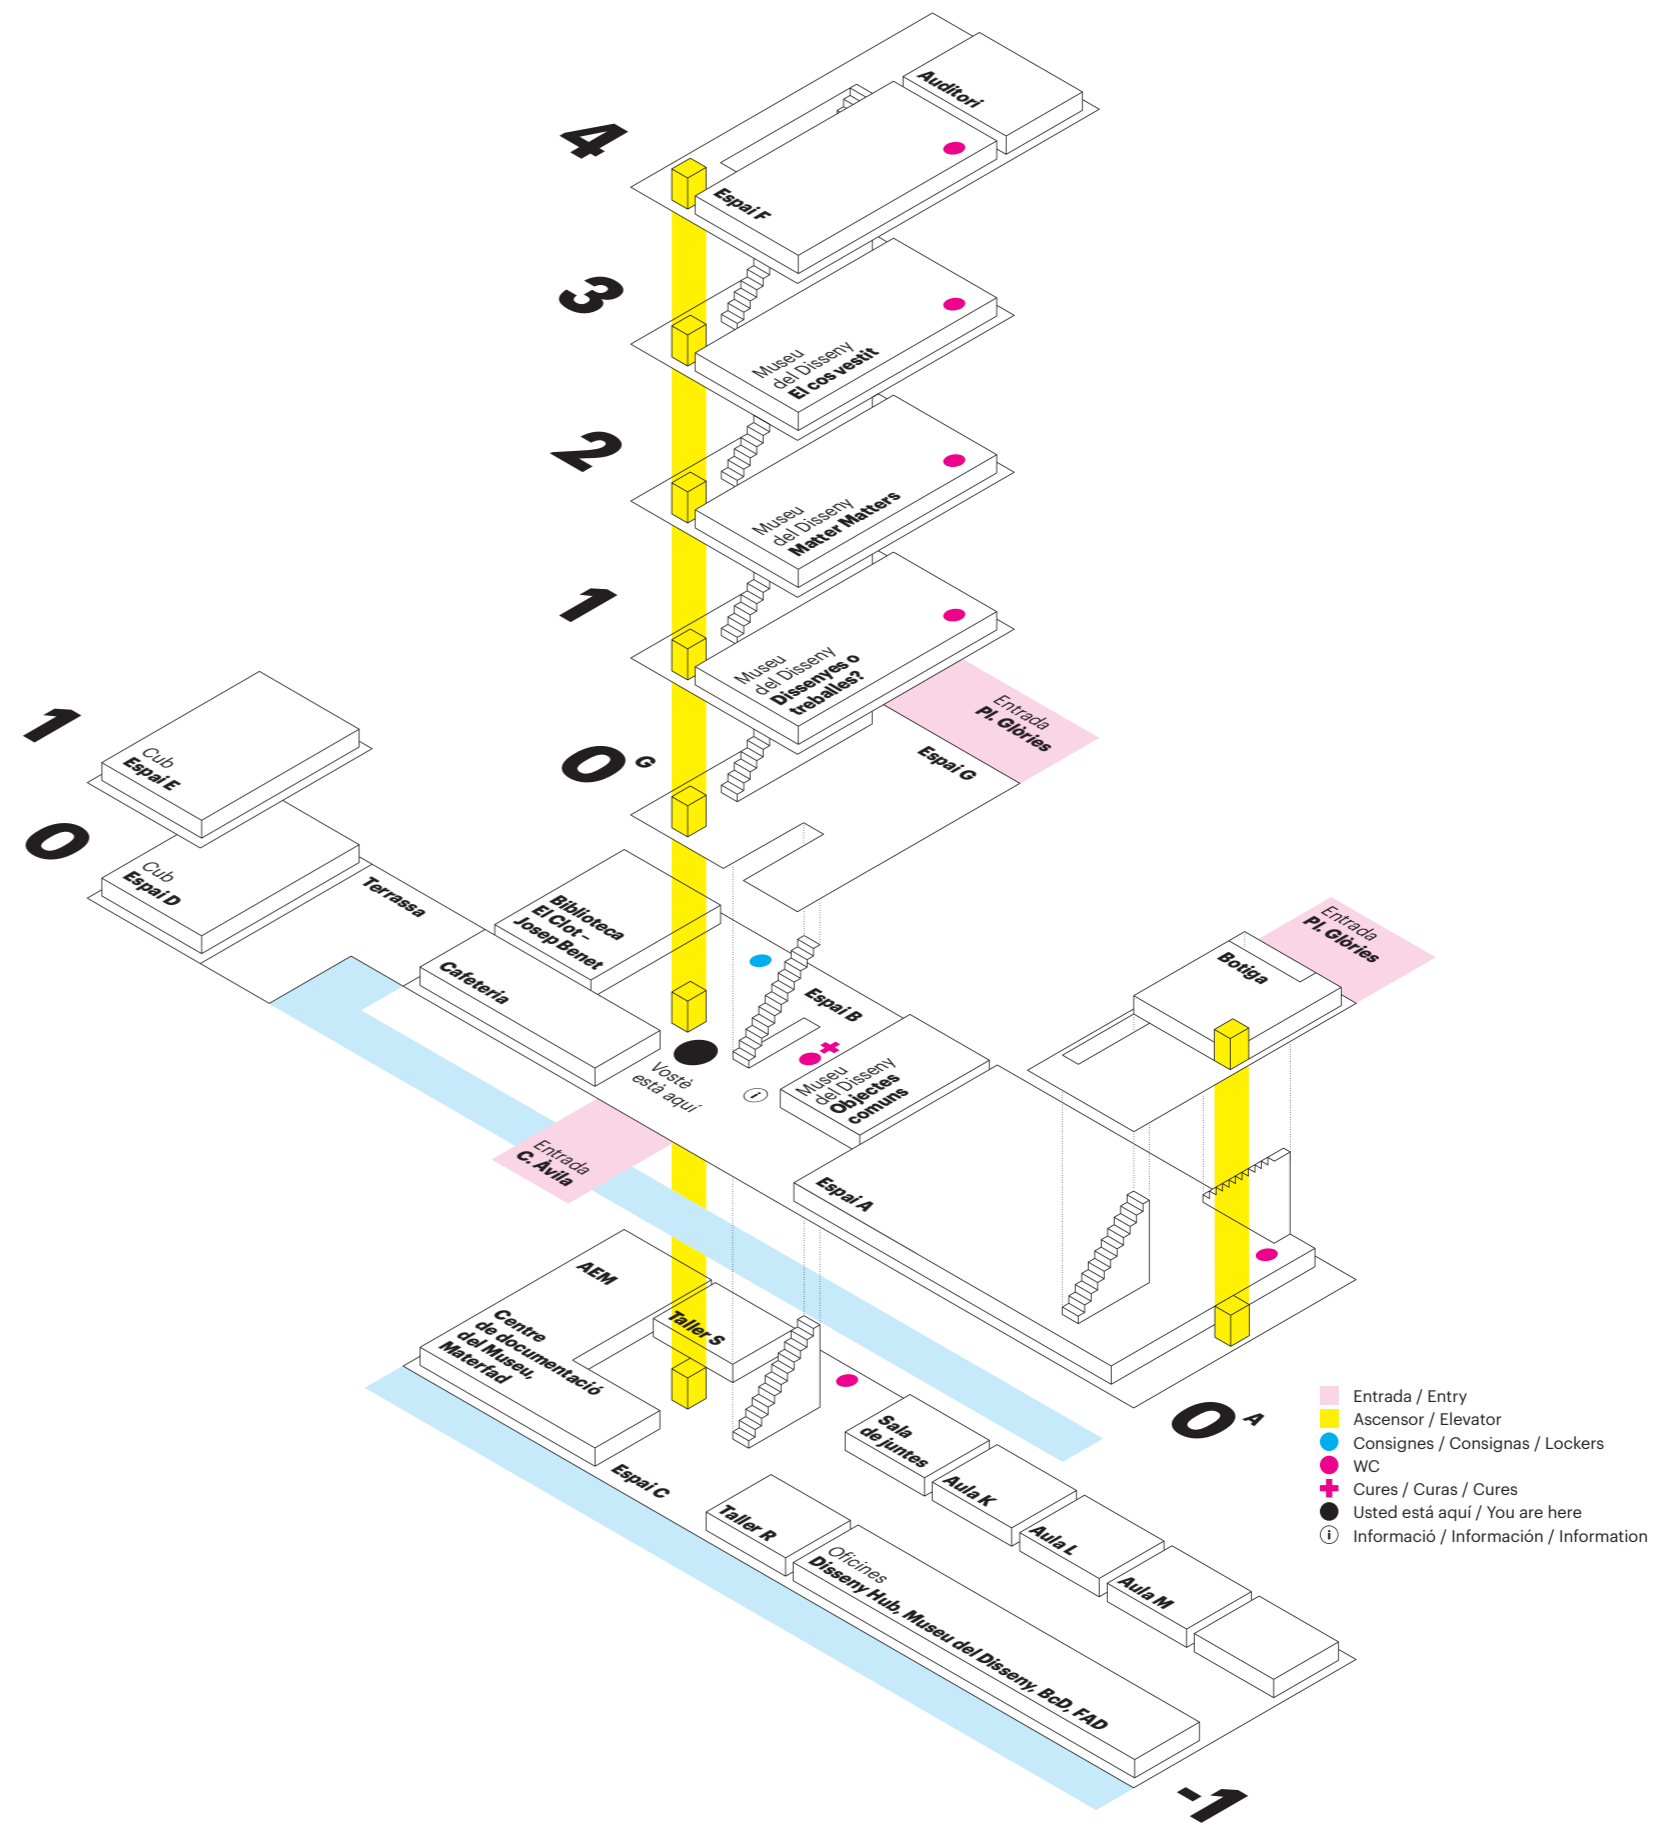 4
Auditori
Espai F
3
Museu
del Disseny
El cos vestit
2
Museu
del Disseny
Matter Matters
1
Museu
del Disseny
Dissenyes o
treballes?
Entrada
Pl. Glòries
0 G
Espai G
1
Cub
Espai E
0
Cub
Espai D
Terrassa
Biblioteca
El Clot –
Josep Benet
Cafeteria
Espai B
Vostè
està aquí
i
Museu
del Disseny
Objectes
comuns
Entrada
C. Àvila
Espai A
Entrada
Pl. Glòries
Botiga
0 A
AEM
Centre
de documentació
del Museu,
Materfad
Taller S
Espai C
Sala
de juntes
Aula K
Aula L
Aula M
Taller R
Oficines
Disseny Hub, Museu del Disseny, BcD, FAD
-1
Entrada / Entry
Ascensor / Elevator
Consignes / Consignas / Lockers
WC
Cures / Curas / Cures
Usted está aquí / You are here
i Informació / Información / Information